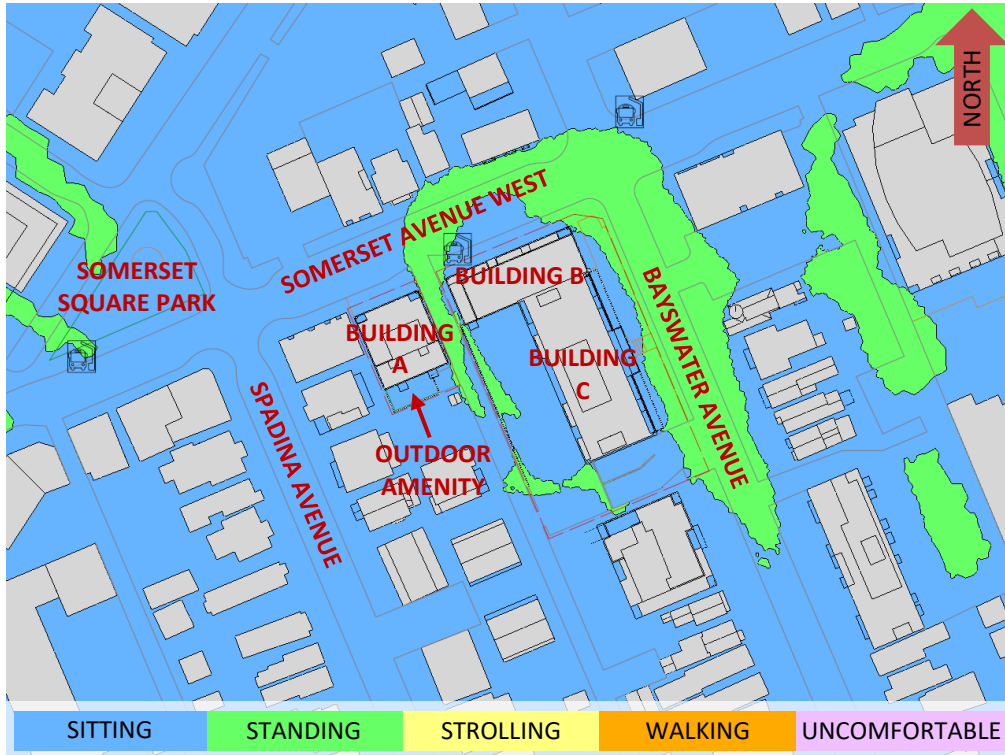 NORTH
SOMERSET AVENUE WEST
SOMERSET
SQUARE PARK
BUILDING B
BUILDING
A
BUILDING
C
BAYSWATER AVENUE
SPADINA AVENUE
OUTDOOR
AMENITY
SITTING
STANDING
STROLLING
WALKING
UNCOMFORTABLE